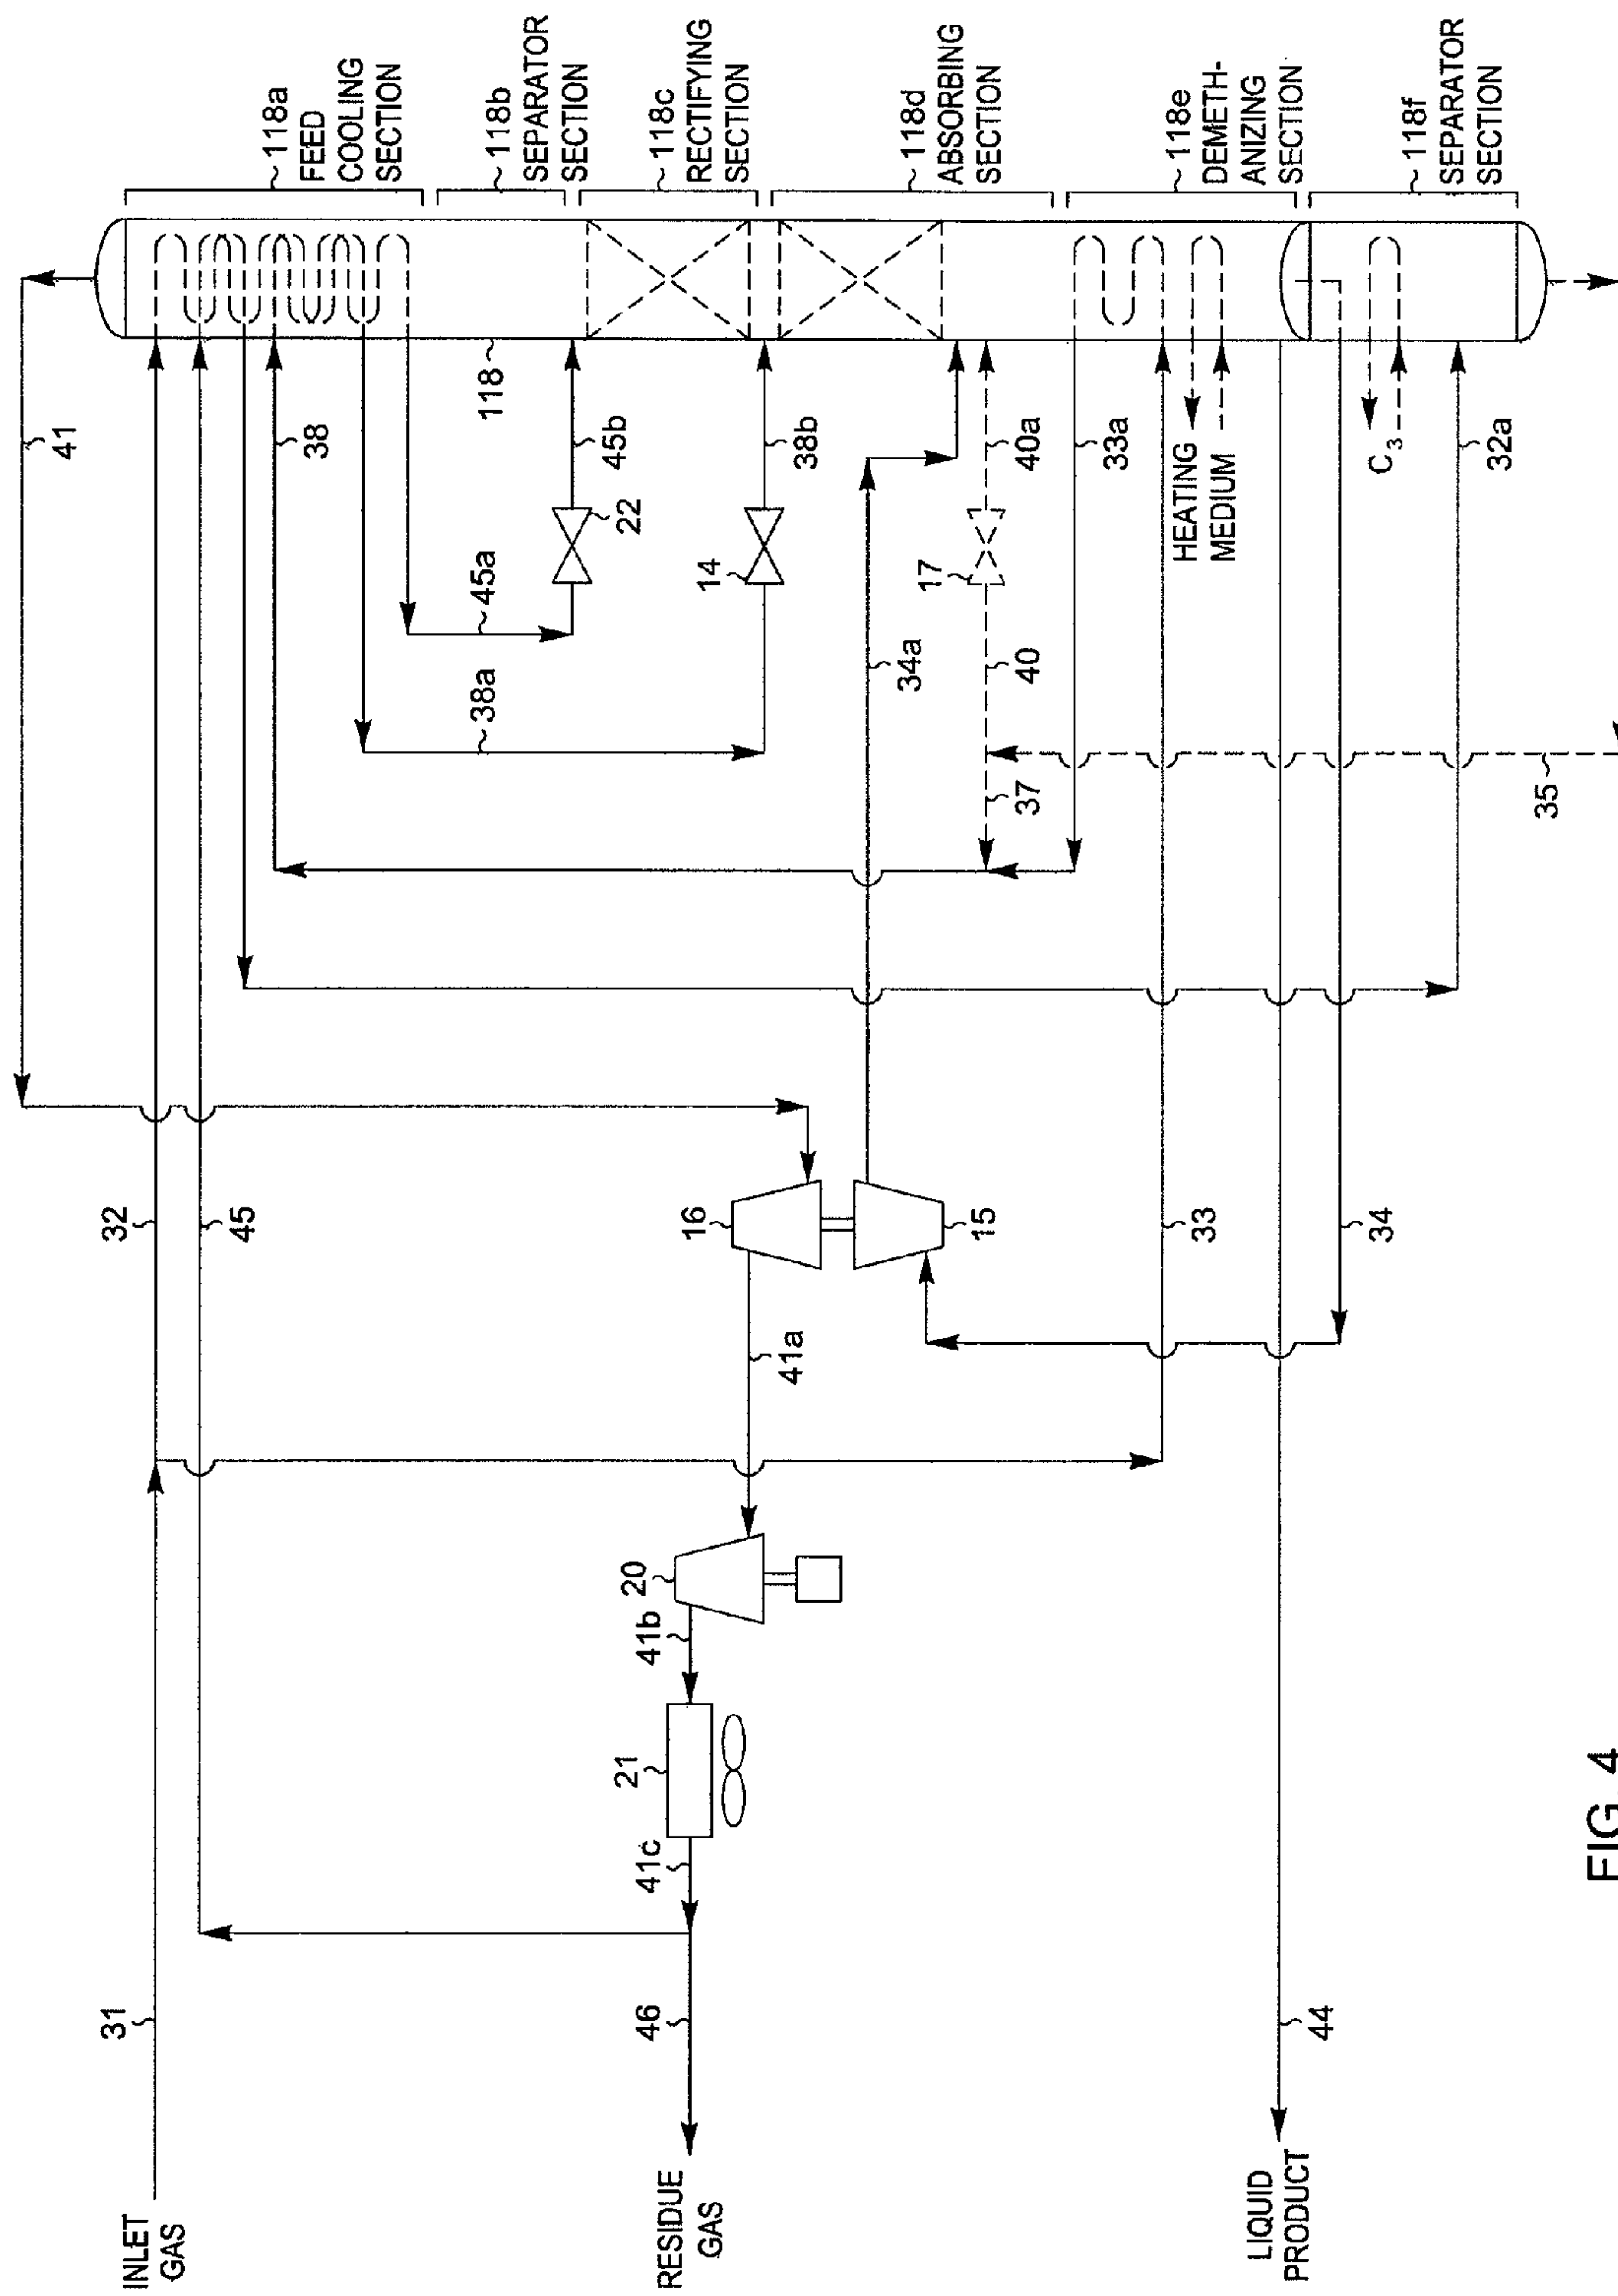 118a
FEED
COOLING
SECTION
118b
SEPARATOR
SECTION
118c
RECTIFYING
SECTION
118d
ABSORBING
SECTION
118e
DEMETH-
ANIZING
SECTION
118f
SEPARATOR
SECTION
41
38
118
45b
22
38b
14
40a
17
33a
HEATING
MEDIUM
C3
32a
45a
38a
34a
40
37
35
32
45
16
15
33
34
41a
20
41b
21
41c
31
46
44
INLET
GAS
RESIDUE
GAS
LIQUID
PRODUCT
FIG. 4